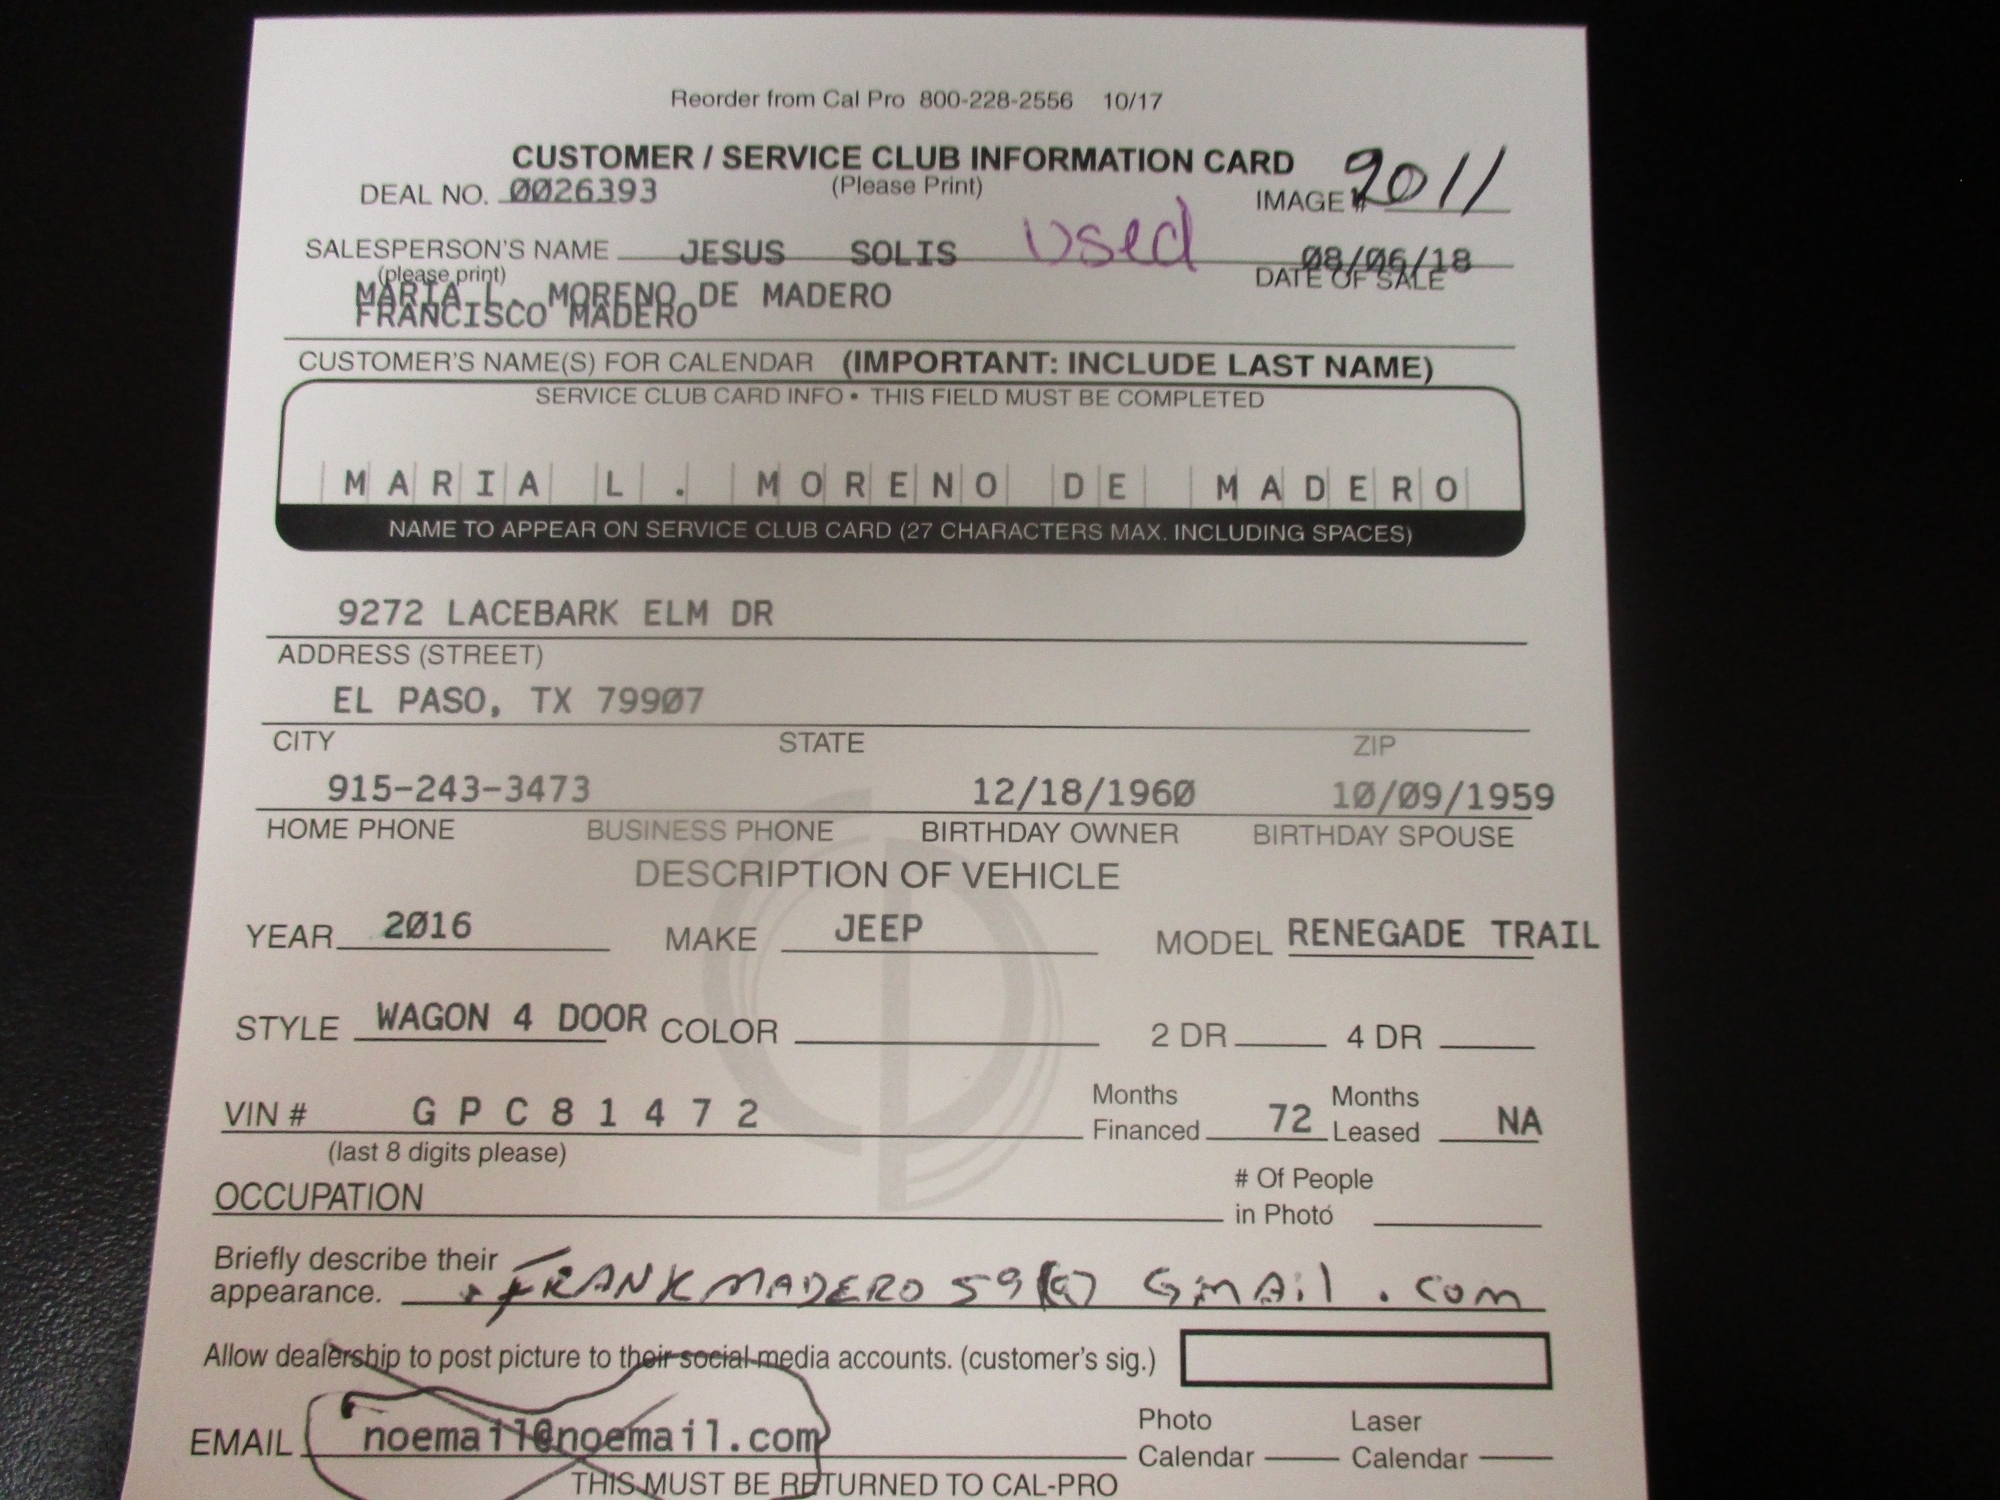 Reorder from Cal Pro 800-228-2556 10/17
CUSTOMER / SERVICE CLUB INFORMATION CARD
DEAL NO. 0026393 (Please Print) IMAGE # 2011
SALESPERSON'S NAME JESUS SOLIS used 08/06/18
(please print) DATE OF SALE
MARIA L. MORENO DE MADERO
FRANCISCO MADERO
CUSTOMER'S NAME(S) FOR CALENDAR (IMPORTANT: INCLUDE LAST NAME)
SERVICE CLUB CARD INFO • THIS FIELD MUST BE COMPLETED
MARIA L. MORENO DE MADERO
NAME TO APPEAR ON SERVICE CLUB CARD (27 CHARACTERS MAX. INCLUDING SPACES)
9272 LACEBARK ELM DR
ADDRESS (STREET)
EL PASO, TX 79907
CITY STATE ZIP
915-243-3473 12/18/1960 10/09/1959
HOME PHONE BUSINESS PHONE BIRTHDAY OWNER BIRTHDAY SPOUSE
DESCRIPTION OF VEHICLE
YEAR 2016 MAKE JEEP MODEL RENEGADE TRAIL
STYLE WAGON 4 DOOR COLOR 2 DR 4 DR
VIN # G P C 8 1 4 7 2 Months Financed 72 Months Leased NA
(last 8 digits please)
OCCUPATION # Of People in Photo
Briefly describe their
appearance. FRANKMADERO59@Gmail.com
Allow dealership to post picture to their social media accounts. (customer's sig.)
EMAIL noemail@noemail.com Photo Calendar Laser Calendar
THIS MUST BE RETURNED TO CAL-PRO